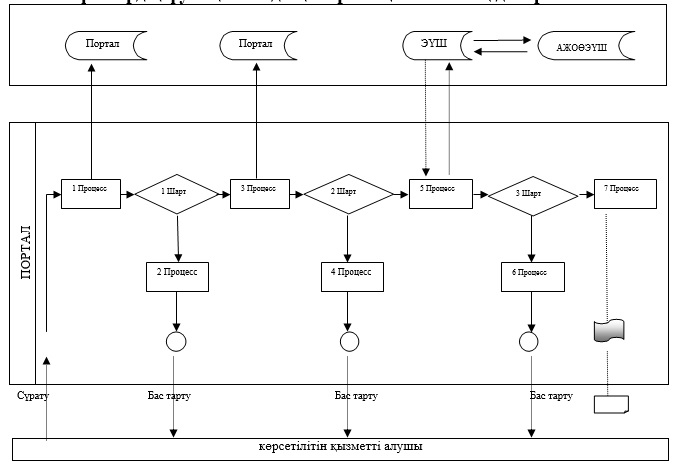 Портал Портал ЭҮШ АЖОӨЭҮШ
1 Процесс 1 Шарт 3 Процесс 2 Шарт 5 Процесс 3 Шарт 7 Процесс
ПОРТАЛ
2 Процесс 4 Процесс 6 Процесс
Сұрату Бас тарту Бас тарту Бас тарту
көрсетілітін қызметті алушы